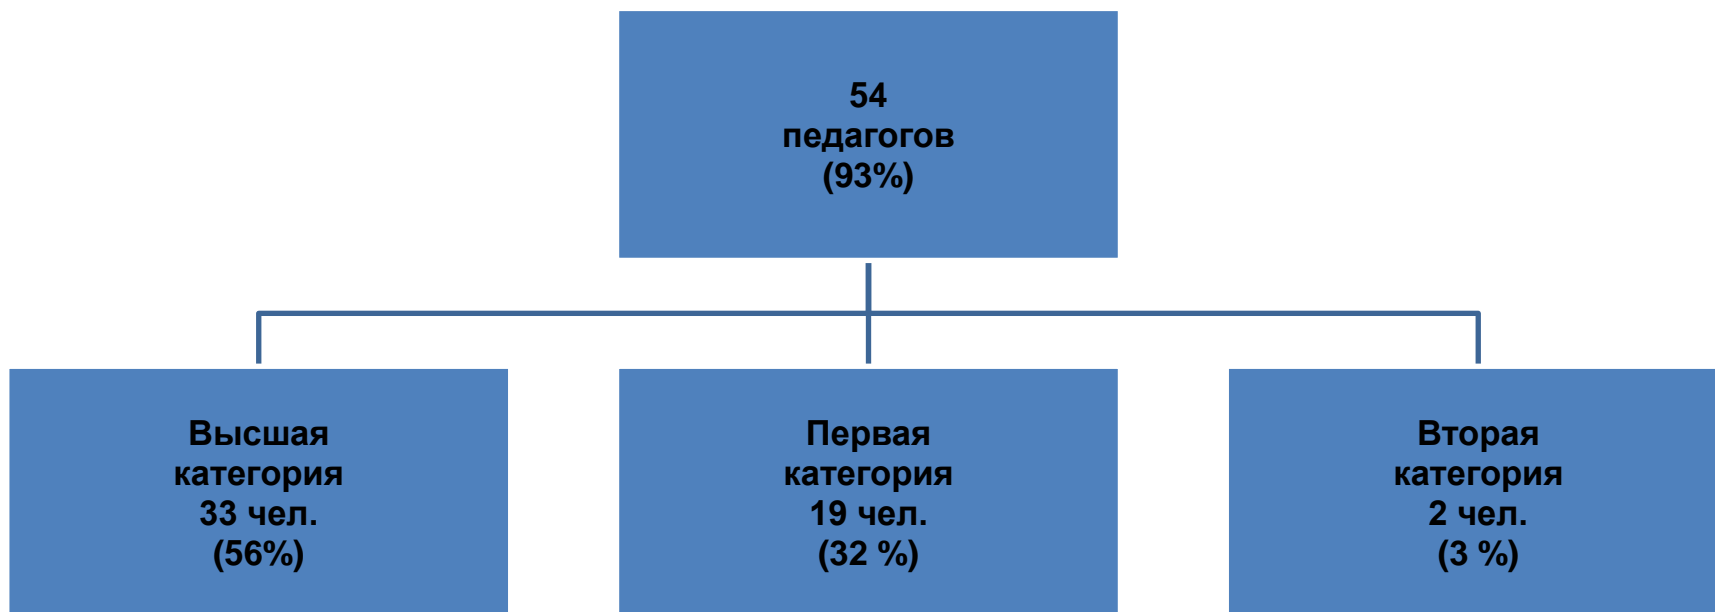 54
педагогов
(93%)
Высшая
категория
33 чел.
(56%)
Первая
категория
19 чел.
(32 %)
Вторая
категория
2 чел.
(3 %)